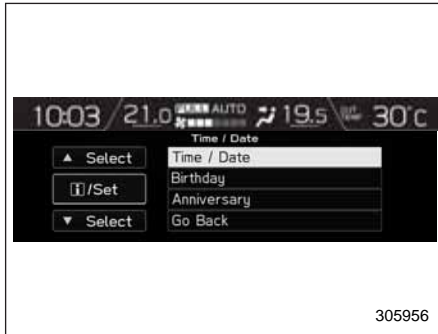 10:03 21.0 AUTO 19.5 30°C
Time / Date
▲ Select
Time / Date
i/Set
Birthday
Anniversary
▼ Select
Go Back
305956